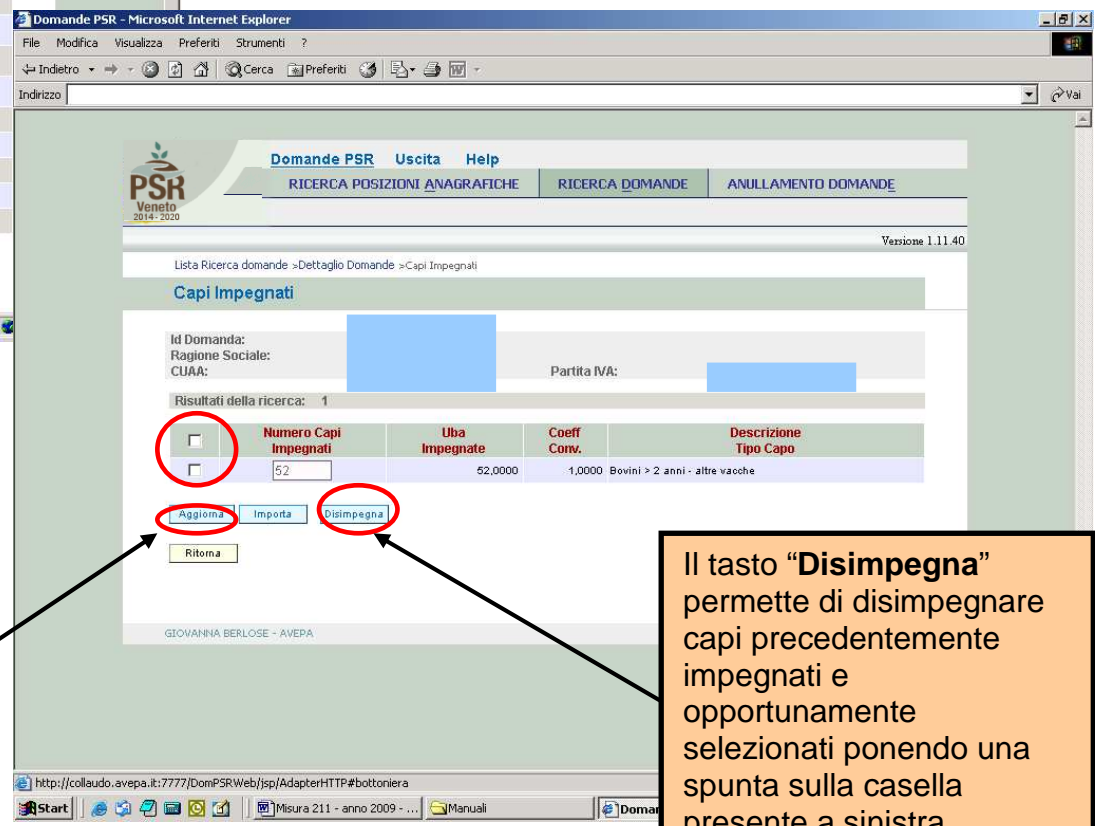 Domande PSR - Microsoft Internet Explorer
File Modifica Visualizza Preferiti Strumenti ?
Indietro Cerca Preferiti
Indirizzo Vai
Domande PSR Uscita Help
RICERCA POSIZIONI ANAGRAFICHE RICERCA DOMANDE ANULLAMENTO DOMANDE
PSR
Veneto
2014-2020
Versione 1.11.40
Lista Ricerca domande >Dettaglio Domande >Capi Impegnati
Capi Impegnati
Id Domanda:
Ragione Sociale:
CUAA: Partita IVA:
Risultati della ricerca: 1
Numero Capi Impegnati Uba Impegnate Coeff Conv. Descrizione Tipo Capo
52 52,0000 1,0000 Bovini > 2 anni - altre vacche
Aggiorna Importa Disimpegna
Ritorna
GIOVANNA BERLOSE - AVEPA
Il tasto “Disimpegna”
permette di disimpegnare
capi precedentemente
impegnati e
opportunamente
selezionati ponendo una
spunta sulla casella
presente a sinistra
http://collaudo.avepa.it:7777/DomPSRWeb/jsp/AdapterHTTP#bottoniera
Start Misura 211 - anno 2009 - ... Manuali Doman